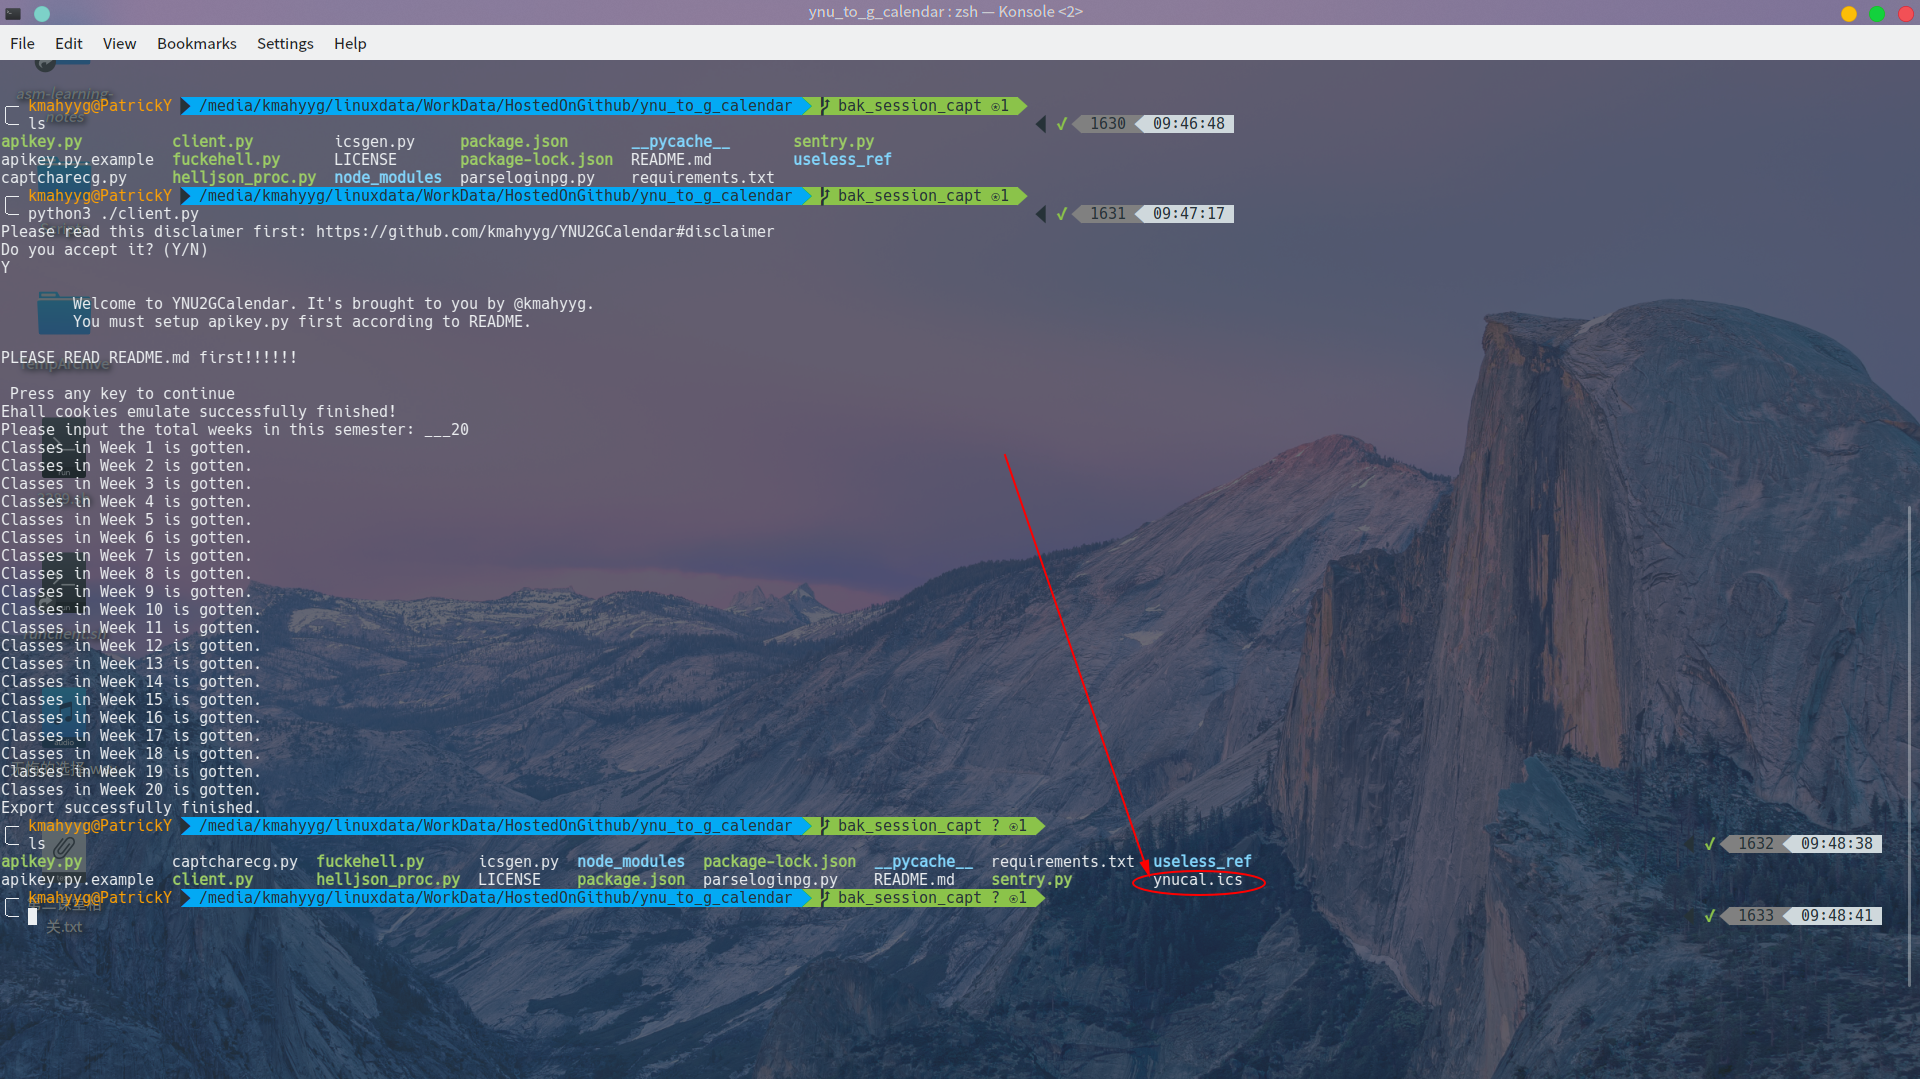 ynu_to_g_calendar : zsh — Konsole <2>
File Edit View Bookmarks Settings Help
asm-learning-
notes
kmahyyg@PatrickY /media/kmahyyg/linuxdata/WorkData/HostedOnGithub/ynu_to_g_calendar bak_session_capt ⍟1
ls ✓ 1630 09:46:48
apikey.py client.py icsgen.py package.json __pycache__ sentry.py
apikey.py.example fuckehell.py LICENSE package-lock.json README.md useless_ref
captcharecg.py helljson_proc.py node_modules parseloginpg.py requirements.txt
kmahyyg@PatrickY /media/kmahyyg/linuxdata/WorkData/HostedOnGithub/ynu_to_g_calendar bak_session_capt ⍟1
python3 ./client.py ✓ 1631 09:47:17
Please read this disclaimer first: https://github.com/kmahyyg/YNU2GCalendar#disclaimer
Do you accept it? (Y/N)
Y
Welcome to YNU2GCalendar. It's brought to you by @kmahyyg.
You must setup apikey.py first according to README.
PLEASE READ README.md first!!!!!!
TempArchive
Press any key to continue
Ehall cookies emulate successfully finished!
Please input the total weeks in this semester: ___20
Classes in Week 1 is gotten.
Classes in Week 2 is gotten.
Classes in Week 3 is gotten.
Classes in Week 4 is gotten.
Classes in Week 5 is gotten.
Classes in Week 6 is gotten.
Classes in Week 7 is gotten.
Classes in Week 8 is gotten.
Classes in Week 9 is gotten.
Classes in Week 10 is gotten.
Classes in Week 11 is gotten.
Classes in Week 12 is gotten.
Classes in Week 13 is gotten.
Classes in Week 14 is gotten.
Classes in Week 15 is gotten.
Classes in Week 16 is gotten.
Classes in Week 17 is gotten.
Classes in Week 18 is gotten.
Classes in Week 19 is gotten.
Classes in Week 20 is gotten.
Export successfully finished.
kmahyyg@PatrickY /media/kmahyyg/linuxdata/WorkData/HostedOnGithub/ynu_to_g_calendar bak_session_capt ? ⍟1
ls ✓ 1632 09:48:38
apikey.py captcharecg.py fuckehell.py icsgen.py node_modules package-lock.json __pycache__ requirements.txt useless_ref
apikey.py.example client.py helljson_proc.py LICENSE package.json parseloginpg.py README.md sentry.py ynucal.ics
kmahyyg@PatrickY /media/kmahyyg/linuxdata/WorkData/HostedOnGithub/ynu_to_g_calendar bak_session_capt ? ⍟1
✓ 1633 09:48:41
关.txt